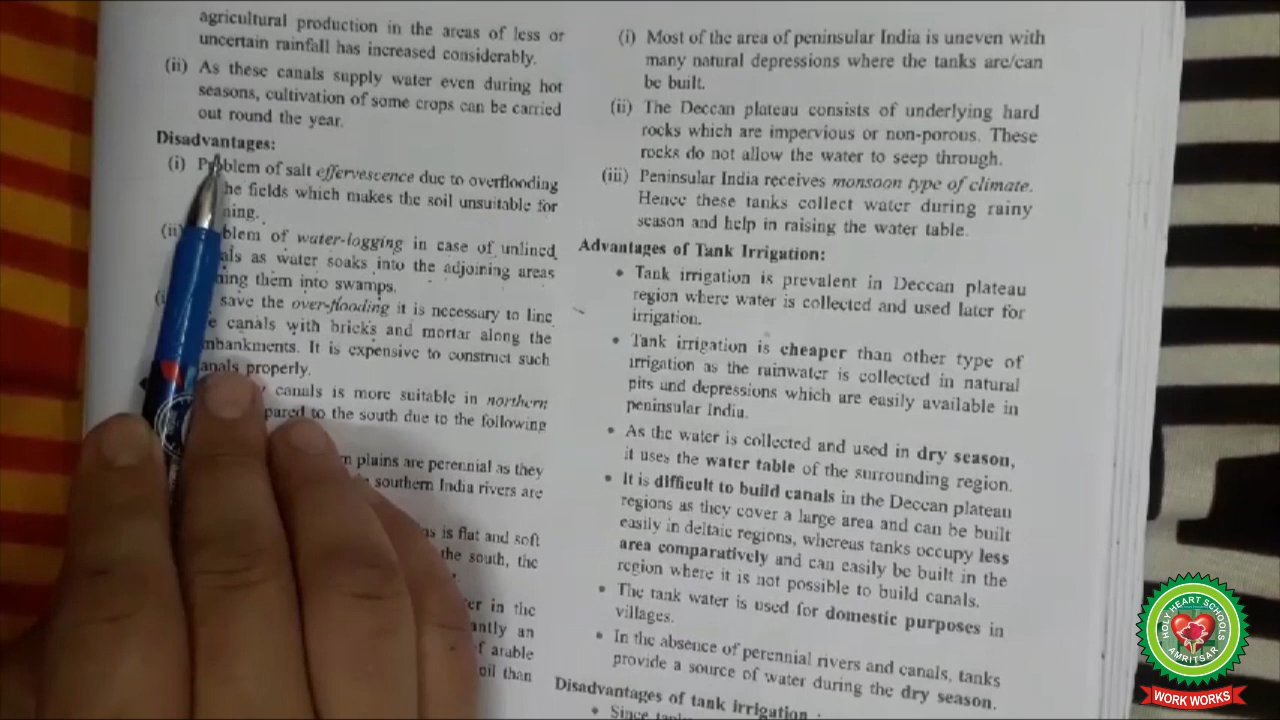 agricultural production in the areas of less or
uncertain rainfall has increased considerably.
(ii) As these canals supply water even during hot
seasons, cultivation of some crops can be carried
out round the year.
Disadvantages:
(i) Problem of salt effervescence due to overflooding
he fields which makes the soil unsuitable for
ning.
(ii) blem of water-logging in case of unlined
als as water soaks into the adjoining areas
ning them into swamps.
save the over-flooding it is necessary to line
e canals with bricks and mortar along the
mbankments. It is expensive to construct such
anals properly.
canals is more suitable in northern
pared to the south due to the following
n plains are perennial as they
southern India rivers are
is flat and soft
the south, the
er in the
antly an
f arable
oil than
(i) Most of the area of peninsular India is uneven with
many natural depressions where the tanks are/can
be built.
(ii) The Deccan plateau consists of underlying hard
rocks which are impervious or non-porous. These
rocks do not allow the water to seep through.
(iii) Peninsular India receives monsoon type of climate.
Hence these tanks collect water during rainy
season and help in raising the water table.
Advantages of Tank Irrigation:
• Tank irrigation is prevalent in Deccan plateau
region where water is collected and used later for
irrigation.
• Tank irrigation is cheaper than other type of
irrigation as the rainwater is collected in natural
pits and depressions which are easily available in
peninsular India.
• As the water is collected and used in dry season,
it uses the water table of the surrounding region.
• It is difficult to build canals in the Deccan plateau
regions as they cover a large area and can be built
easily in deltaic regions, whereas tanks occupy less
area comparatively and can easily be built in the
region where it is not possible to build canals.
• The tank water is used for domestic purposes in
villages.
• In the absence of perennial rivers and canals, tanks
provide a source of water during the dry season.
Disadvantages of tank irrigation :
• Since
HOLY HEART SCHOOLS
AMRITSAR
WORK WORKS